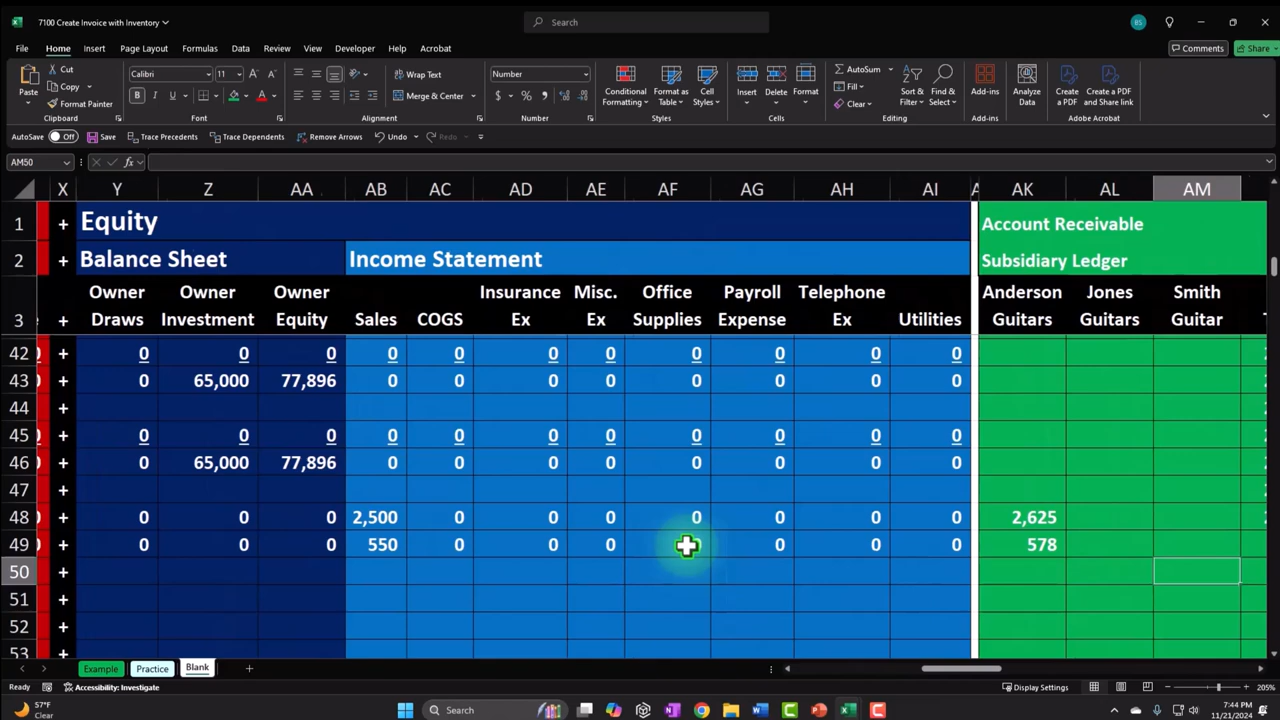 7100 Create Invoice with Inventory
Search
BS
File Home Insert Page Layout Formulas Data Review View Developer Help Acrobat Comments Share
Paste Cut Copy Format Painter
Calibri 11 B I U A
Wrap Text Merge & Center
Number $ %
Conditional Formatting Format as Table Cell Styles
Insert Delete Format
AutoSum Fill Clear
Sort & Filter Find & Select
Add-ins
Analyze Data
Create a PDF Create a PDF and Share link
Clipboard Font Alignment Number Styles Cells Editing Add-ins Adobe Acrobat
AutoSave Off Save Trace Precedents Trace Dependents Remove Arrows Undo Redo
AM50 fx
X Y Z AA AB AC AD AE AF AG AH AI AK AL AM
1 + Equity Account Receivable
2 + Balance Sheet Income Statement Subsidiary Ledger
Owner Owner Owner Insurance Misc. Office Payroll Telephone Anderson Jones Smith
3 + Draws Investment Equity Sales COGS Ex Ex Supplies Expense Ex Utilities Guitars Guitars Guitar
42 + 0 0 0 0 0 0 0 0 0 0 0
43 + 0 65,000 77,896 0 0 0 0 0 0 0 0
44 +
45 + 0 0 0 0 0 0 0 0 0 0 0
46 + 0 65,000 77,896 0 0 0 0 0 0 0 0
47 +
48 + 0 0 0 2,500 0 0 0 0 0 0 0 2,625
49 + 0 0 0 550 0 0 0 0 0 0 578
50 +
51 +
52 +
53
Example Practice Blank +
Ready Accessibility: Investigate Display Settings 205%
57°F
Clear
Search
7:44 PM
11/21/2024